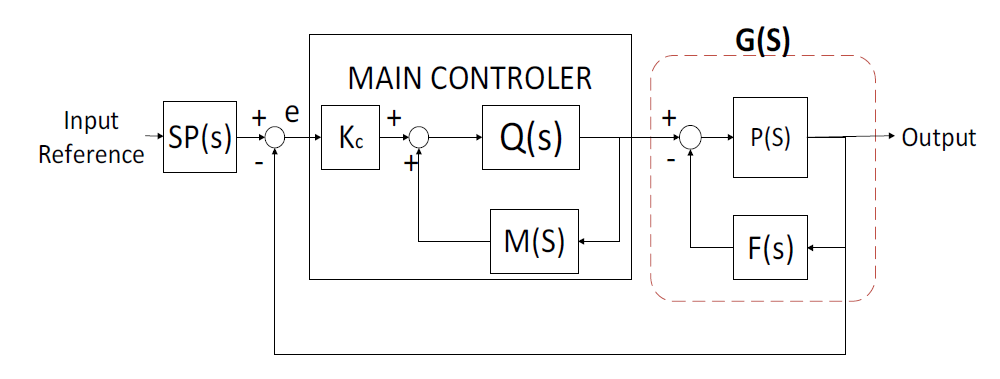 G(S)
MAIN CONTROLER
Input
Reference
SP(s)
+
-
e
Kc
+
+
Q(s)
M(S)
+
-
P(S)
F(s)
Output